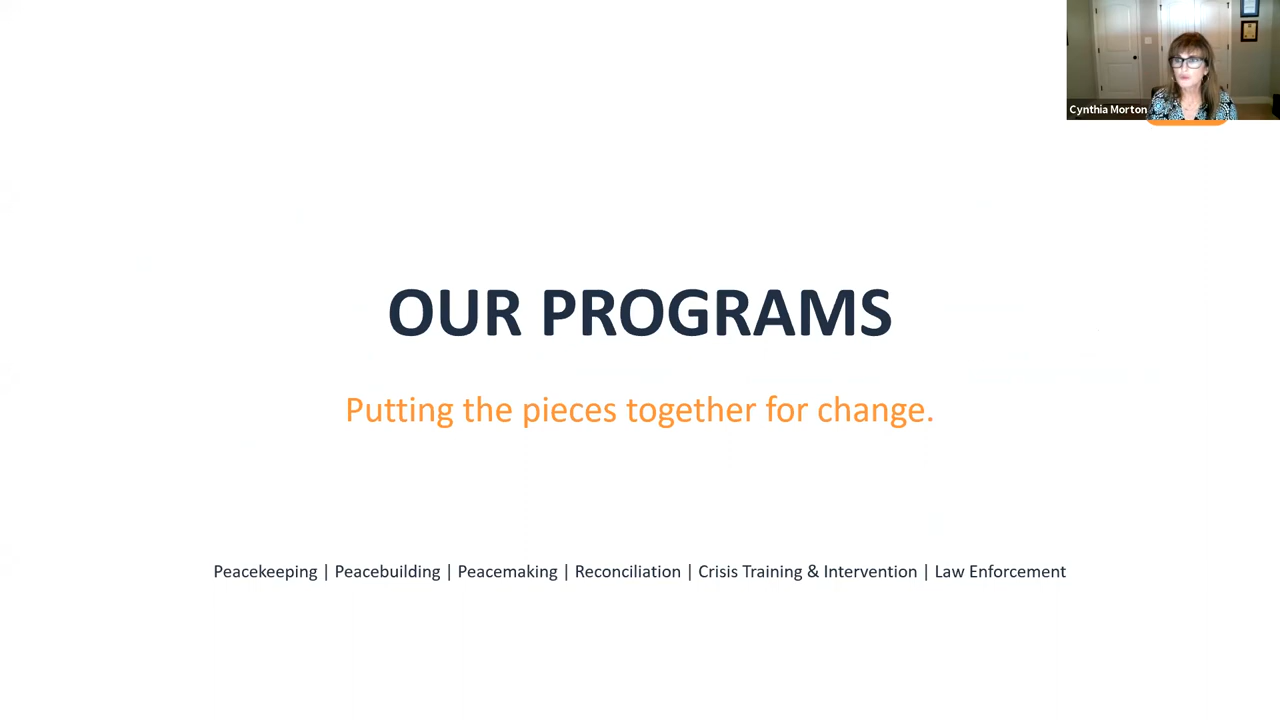 Cynthia Morton
OUR PROGRAMS
Putting the pieces together for change.
Peacekeeping | Peacebuilding | Peacemaking | Reconciliation | Crisis Training & Intervention | Law Enforcement